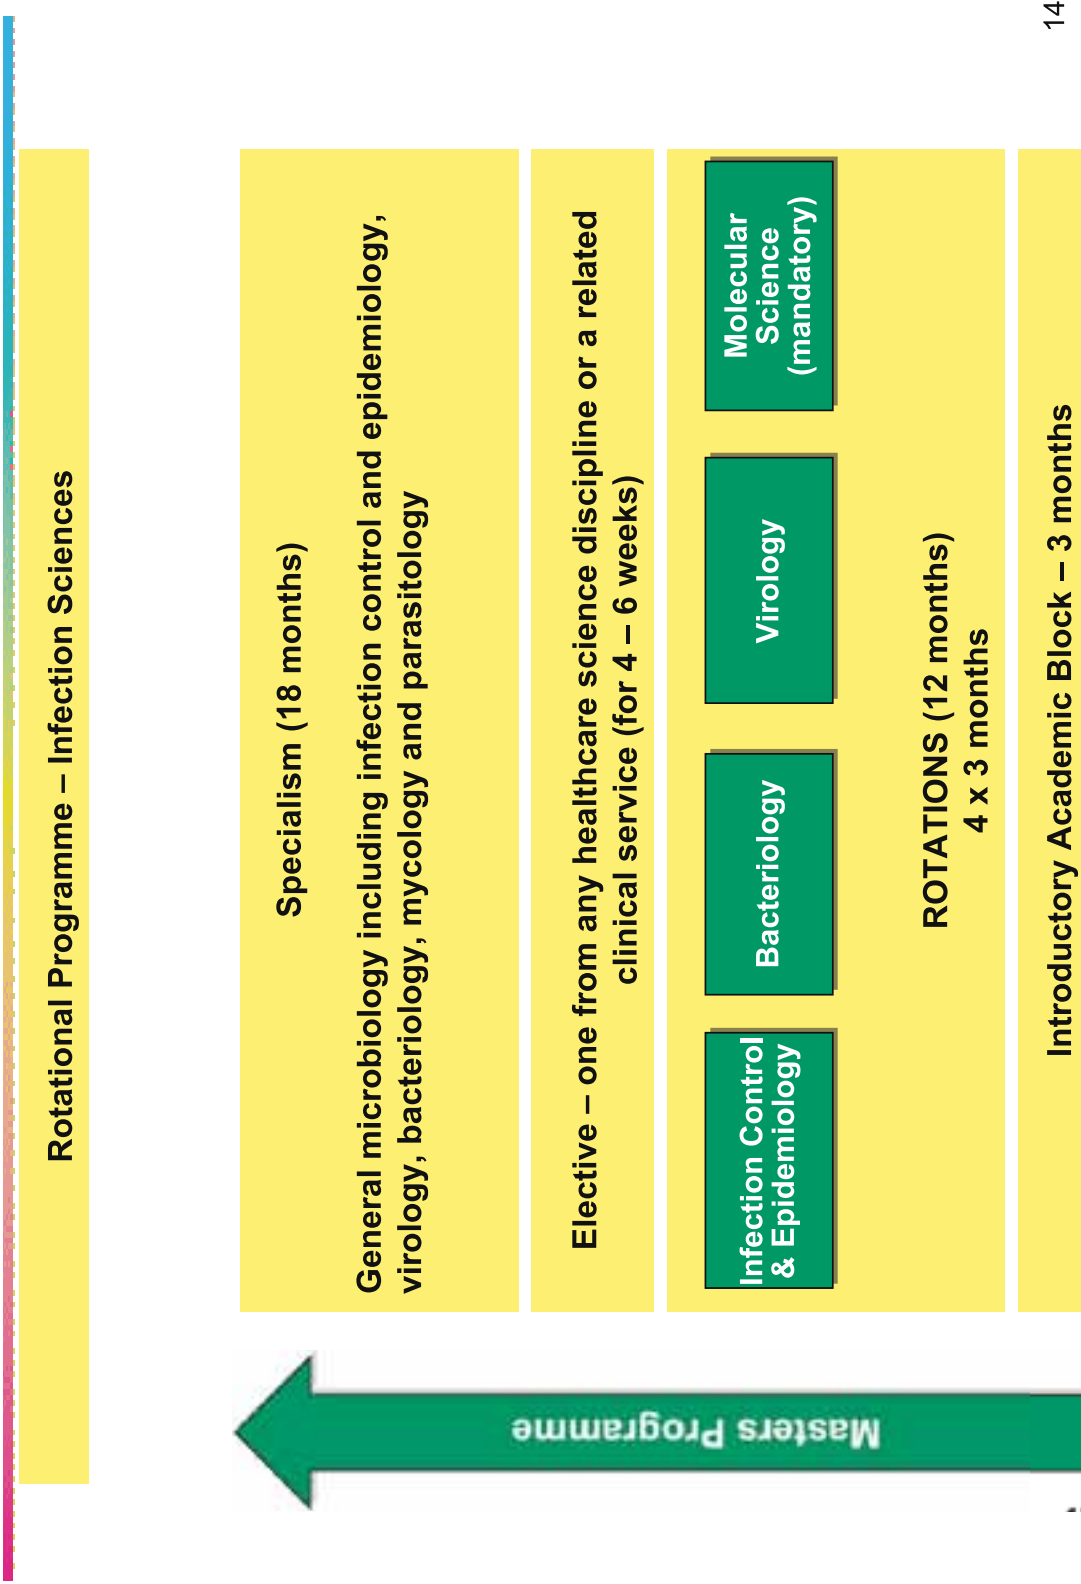 Rotational Programme – Infection Sciences
Specialism (18 months)
General microbiology including infection control and epidemiology,
virology, bacteriology, mycology and parasitology
Elective – one from any healthcare science discipline or a related
clinical service (for 4 – 6 weeks)
Infection Control
& Epidemiology
Bacteriology
Virology
Molecular
Science
(mandatory)
ROTATIONS (12 months)
4 x 3 months
Introductory Academic Block – 3 months
Masters Programme
14